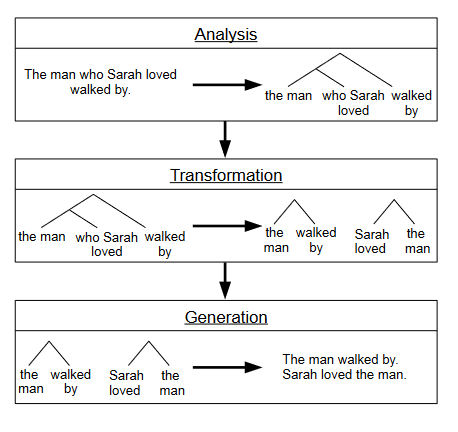 Analysis
The man who Sarah loved
walked by.
the man who Sarah walked
loved by
Transformation
the man who Sarah walked
loved by
the walked Sarah the
man by loved man
Generation
the walked Sarah the
man by loved man
The man walked by.
Sarah loved the man.